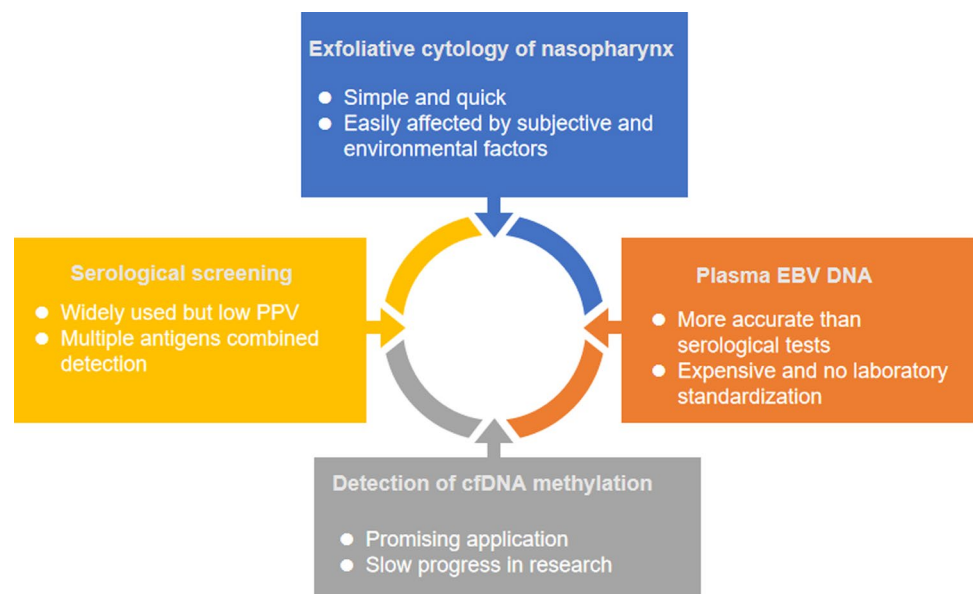 Exfoliative cytology of nasopharynx
● Simple and quick
● Easily affected by subjective and
environmental factors
Serological screening
● Widely used but low PPV
● Multiple antigens combined
detection
Plasma EBV DNA
● More accurate than
serological tests
● Expensive and no laboratory
standardization
Detection of cfDNA methylation
● Promising application
● Slow progress in research